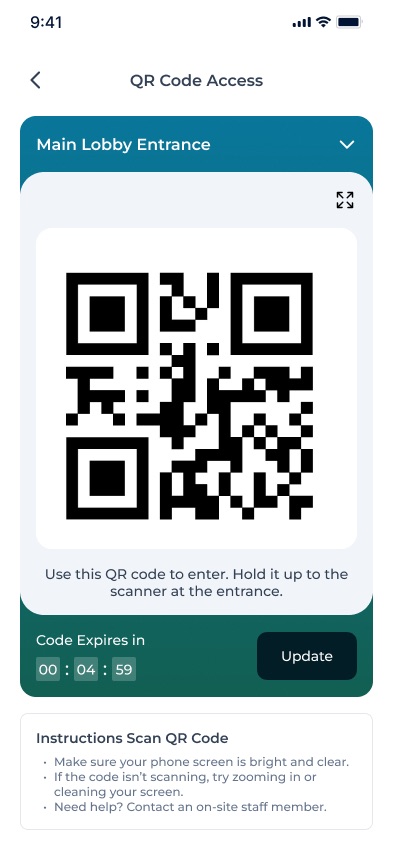 9:41
QR Code Access
Main Lobby Entrance
Use this QR code to enter. Hold it up to the
scanner at the entrance.
Code Expires in
00 : 04 : 59
Update
Instructions Scan QR Code
• Make sure your phone screen is bright and clear.
• If the code isn’t scanning, try zooming in or
cleaning your screen.
• Need help? Contact an on-site staff member.